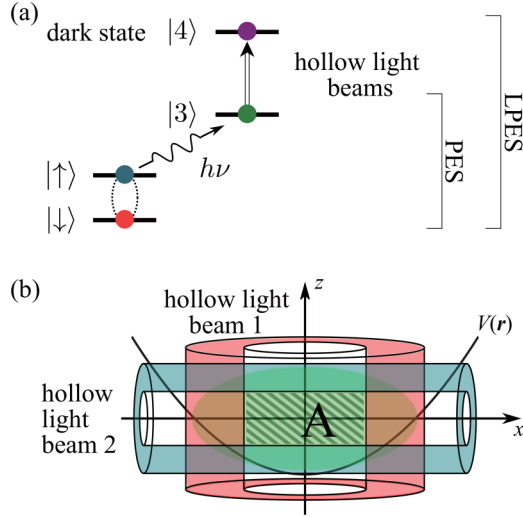 (a)
dark state
|4⟩
hollow light
beams
|3⟩
hν
|↑⟩
|↓⟩
PES
LPES
(b)
z
hollow light
beam 1
V(r)
hollow
light
beam 2
A
x